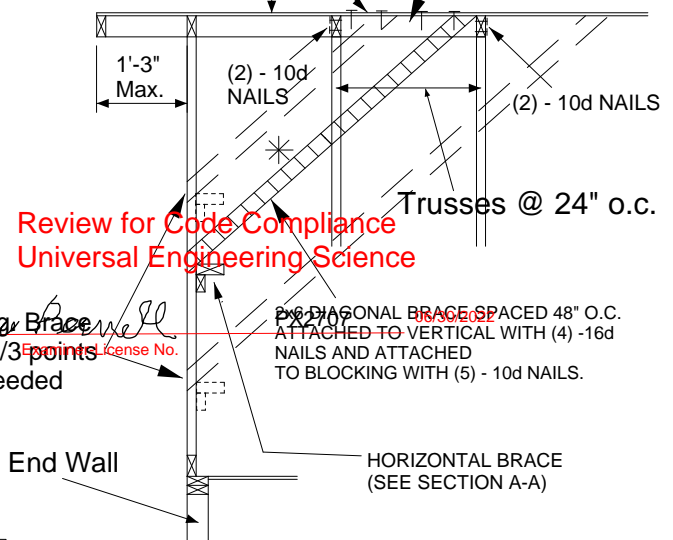 1'-3"
Max.
(2) - 10d
NAILS
(2) - 10d NAILS
Trusses @ 24" o.c.
Review for Code Compliance
Universal Engineering Science
2x6 DIAGONAL BRACE SPACED 48" O.C.
ATTACHED TO VERTICAL WITH (4) -16d
NAILS AND ATTACHED
TO BLOCKING WITH (5) - 10d NAILS.
PX2707
06/30/2022
Examiner-License No.
Brace
/3 points
eeded
End Wall
HORIZONTAL BRACE
(SEE SECTION A-A)